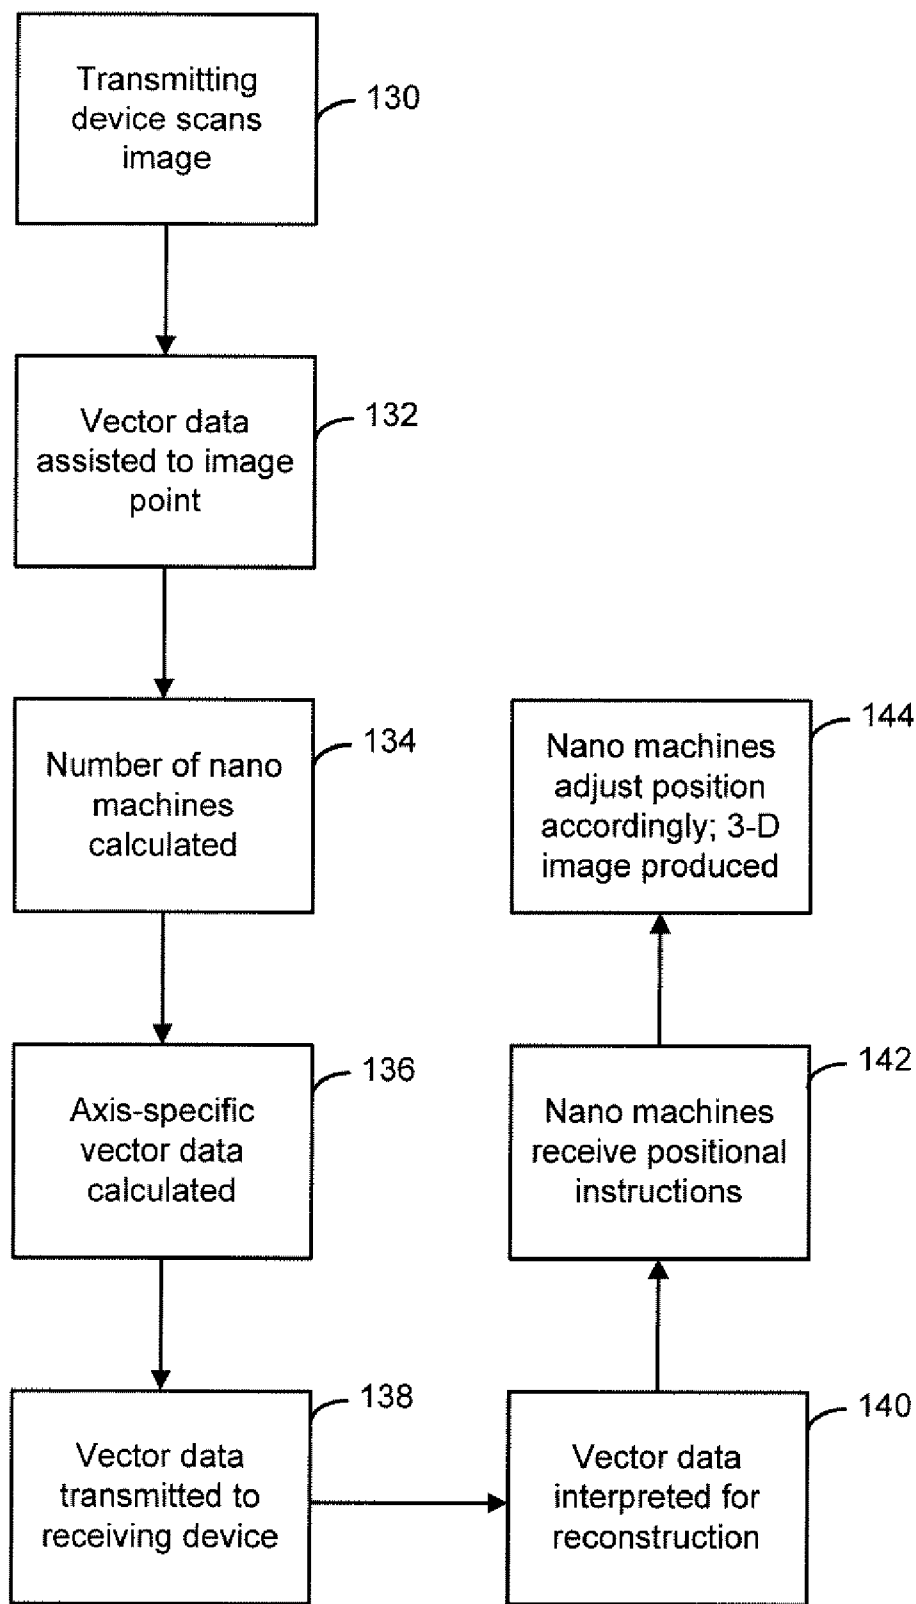 Transmitting
device scans
image
130
Vector data
assisted to image
point
132
Number of nano
machines
calculated
134
Axis-specific
vector data
calculated
136
Vector data
transmitted to
receiving device
138
Vector data
interpreted for
reconstruction
140
Nano machines
receive positional
instructions
142
Nano machines
adjust position
accordingly; 3-D
image produced
144